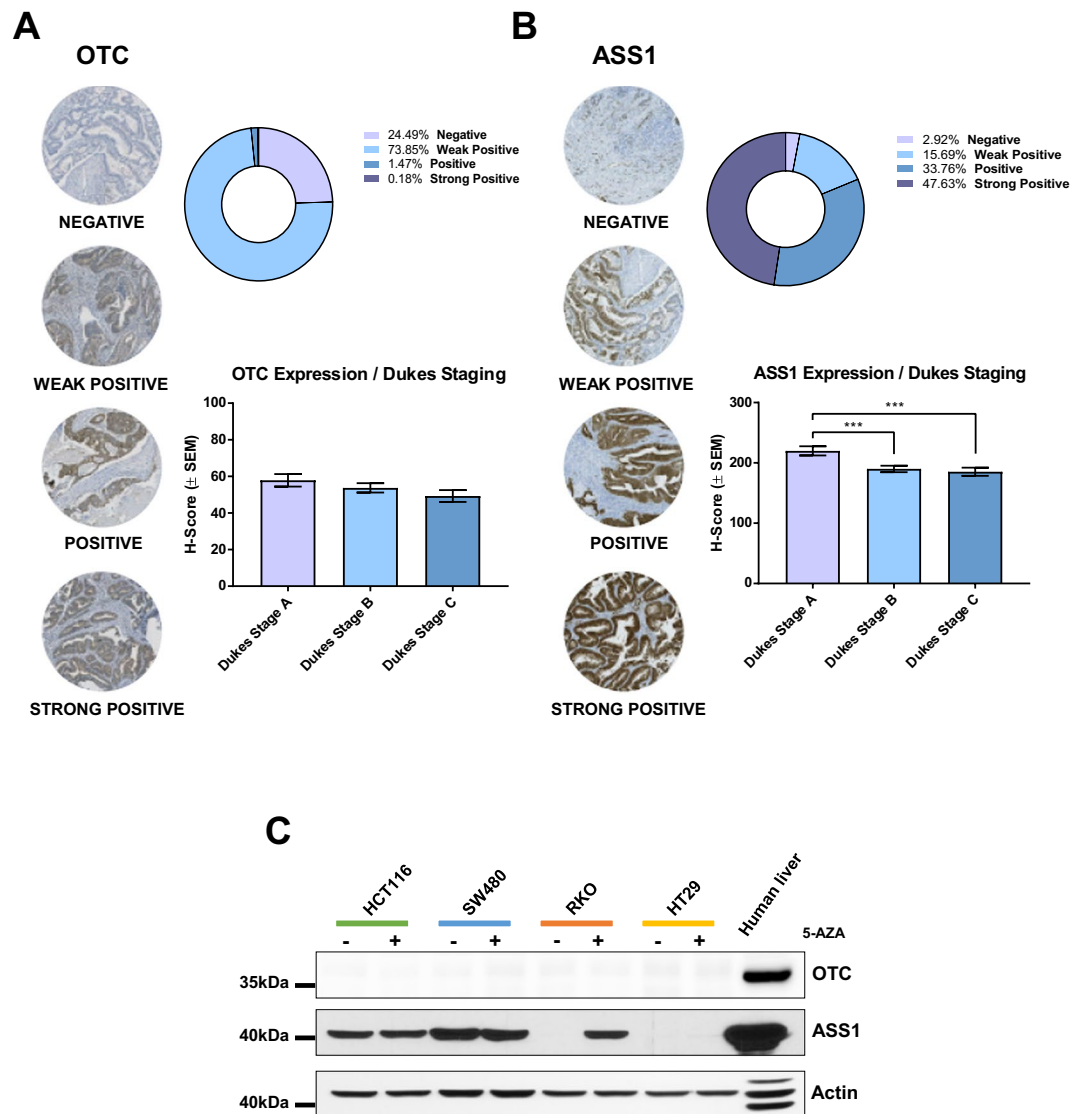 A
OTC
NEGATIVE
WEAK POSITIVE
POSITIVE
STRONG POSITIVE
24.49% Negative
73.85% Weak Positive
1.47% Positive
0.18% Strong Positive
OTC Expression / Dukes Staging
H-Score (± SEM)
100
80
60
40
20
0
Dukes Stage A
Dukes Stage B
Dukes Stage C
B
ASS1
NEGATIVE
WEAK POSITIVE
POSITIVE
STRONG POSITIVE
2.92% Negative
15.69% Weak Positive
33.76% Positive
47.63% Strong Positive
ASS1 Expression / Dukes Staging
H-Score (± SEM)
300
200
100
0
***
***
Dukes Stage A
Dukes Stage B
Dukes Stage C
C
HCT116 SW480 RKO HT29 Human liver
- + - + - + - + 5-AZA
35kDa OTC
40kDa ASS1
40kDa Actin